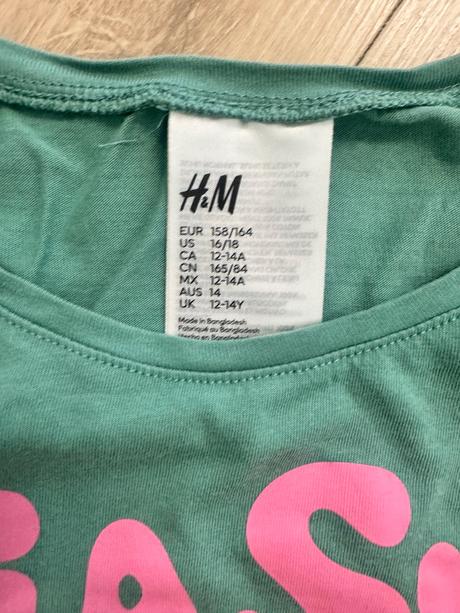 H&M
EUR 158/164
US 16/18
CA 12-14A
CN 165/84
MX 12-14A
AUS 14
UK 12-14Y
Made in Bangladesh
Fabriqué au Bangladesh
Hecho en Bangladesh
EAS